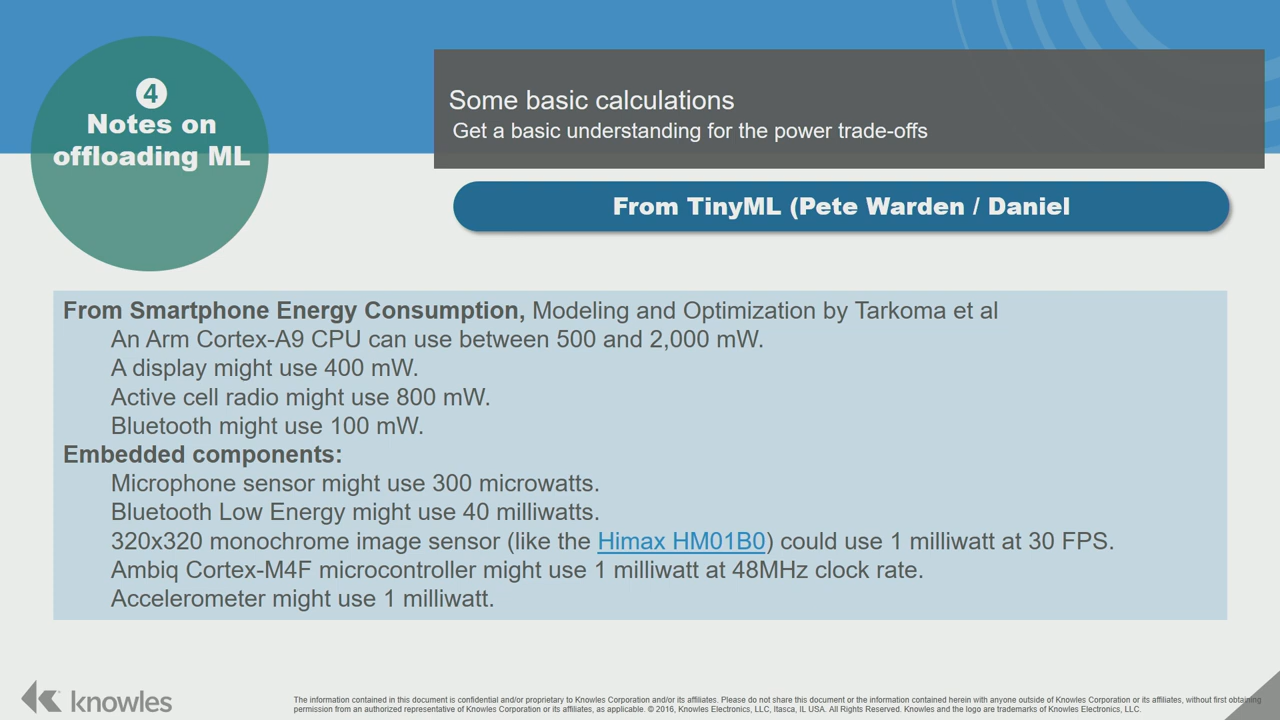 4
Notes on
offloading ML
Some basic calculations
Get a basic understanding for the power trade-offs
From TinyML (Pete Warden / Daniel
From Smartphone Energy Consumption, Modeling and Optimization by Tarkoma et al
An Arm Cortex-A9 CPU can use between 500 and 2,000 mW.
A display might use 400 mW.
Active cell radio might use 800 mW.
Bluetooth might use 100 mW.
Embedded components:
Microphone sensor might use 300 microwatts.
Bluetooth Low Energy might use 40 milliwatts.
320x320 monochrome image sensor (like the Himax HM01B0) could use 1 milliwatt at 30 FPS.
Ambiq Cortex-M4F microcontroller might use 1 milliwatt at 48MHz clock rate.
Accelerometer might use 1 milliwatt.
knowles
The information contained in this document is confidential and/or proprietary to Knowles Corporation and/or its affiliates. Please do not share this document or the information contained herein with anyone outside of Knowles Corporation or its affiliates, without first obtaining
permission from an authorized representative of Knowles Corporation or its affiliates, as applicable. © 2016, Knowles Electronics, LLC, Itasca, IL USA. All Rights Reserved. Knowles and the logo are trademarks of Knowles Electronics, LLC.